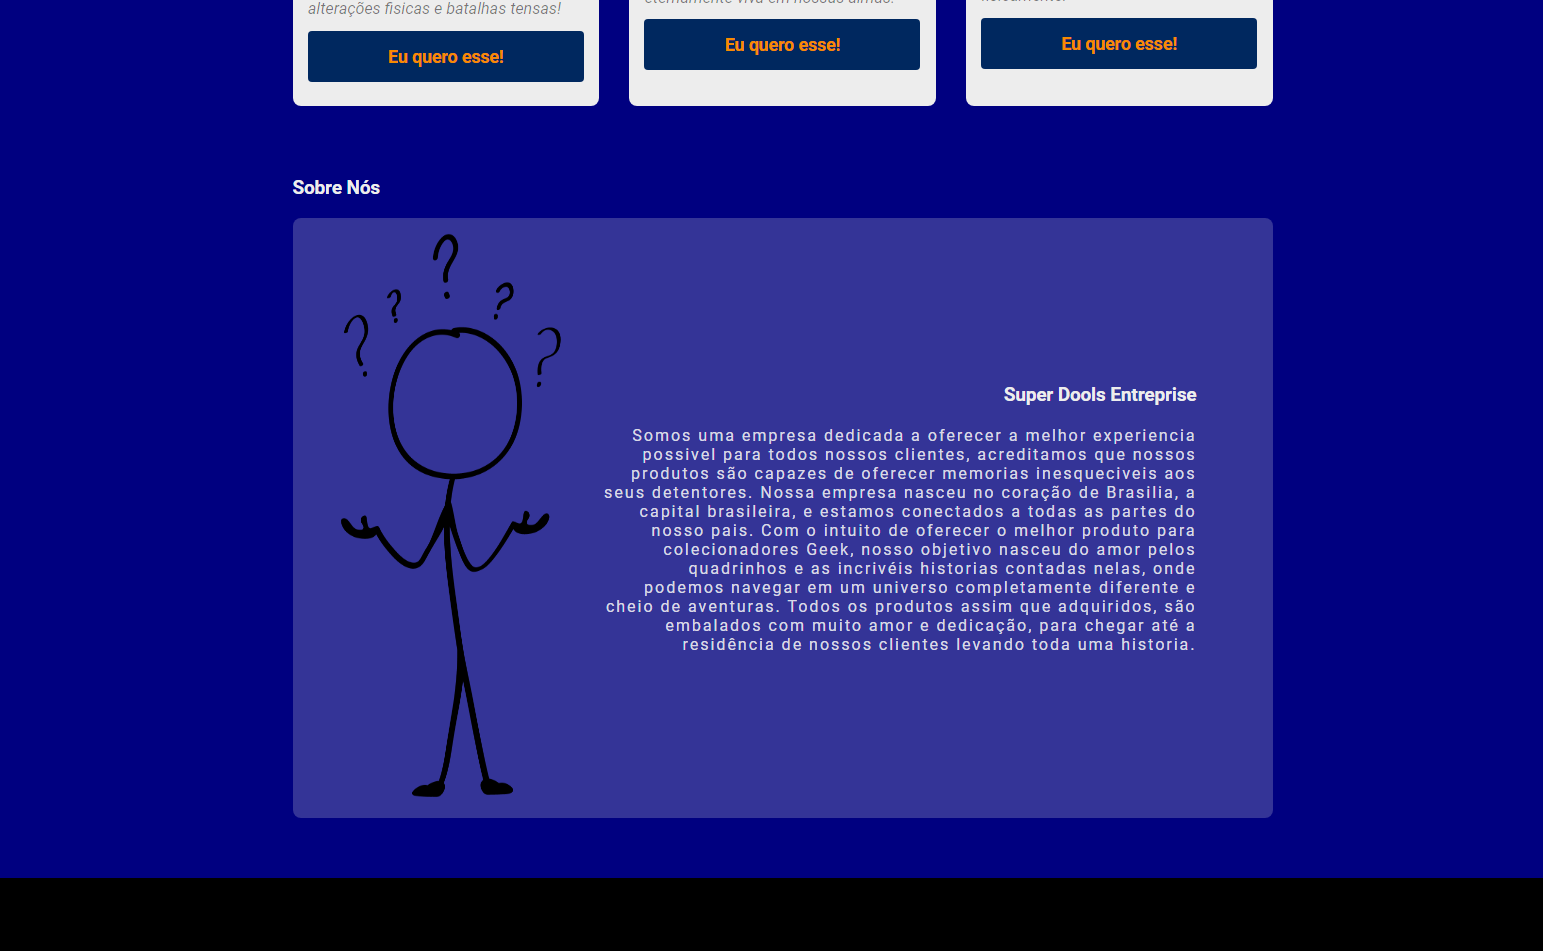 alterações fisicas e batalhas tensas!
eternamente viva em nossas almas.
Eu quero esse!
Eu quero esse!
Eu quero esse!
Sobre Nós
? ? ? ? ?
Super Dools Entreprise
Somos uma empresa dedicada a oferecer a melhor experiencia
possivel para todos nossos clientes, acreditamos que nossos
produtos são capazes de oferecer memorias inesqueciveis aos
seus detentores. Nossa empresa nasceu no coração de Brasilia, a
capital brasileira, e estamos conectados a todas as partes do
nosso pais. Com o intuito de oferecer o melhor produto para
colecionadores Geek, nosso objetivo nasceu do amor pelos
quadrinhos e as incrivéis historias contadas nelas, onde
podemos navegar em um universo completamente diferente e
cheio de aventuras. Todos os produtos assim que adquiridos, são
embalados com muito amor e dedicação, para chegar até a
residência de nossos clientes levando toda uma historia.